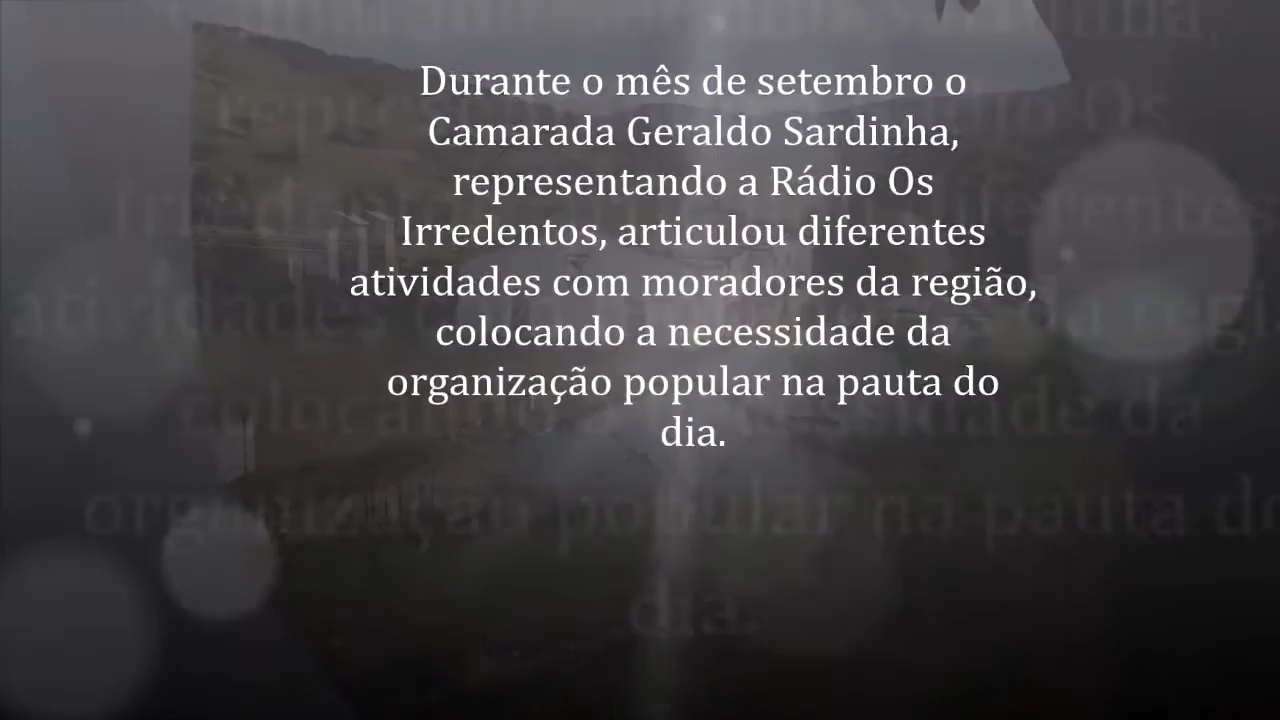 Durante o mês de setembro o
Camarada Geraldo Sardinha,
representando a Rádio Os
Irredentos, articulou diferentes
atividades com moradores da região,
colocando a necessidade da
organização popular na pauta do
dia.